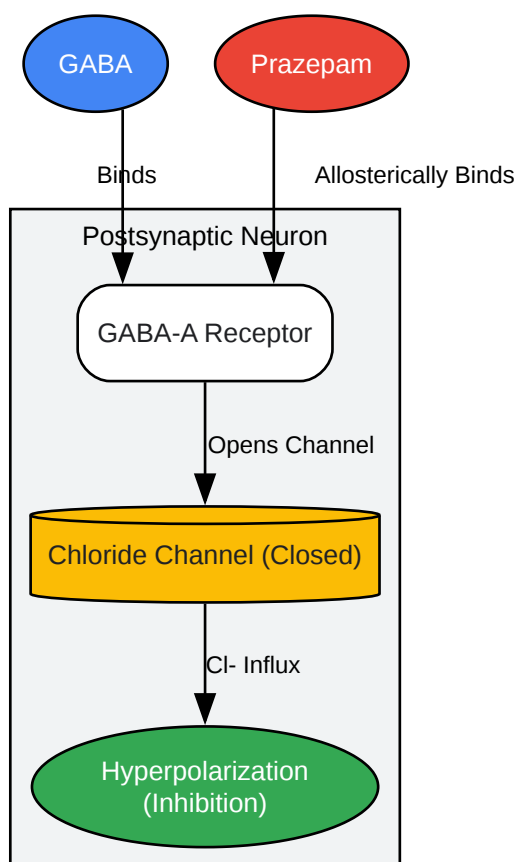 GABA
Prazepam
Binds
Allosterically Binds
Postsynaptic Neuron
GABA-A Receptor
Opens Channel
Chloride Channel (Closed)
Cl- Influx
Hyperpolarization
(Inhibition)